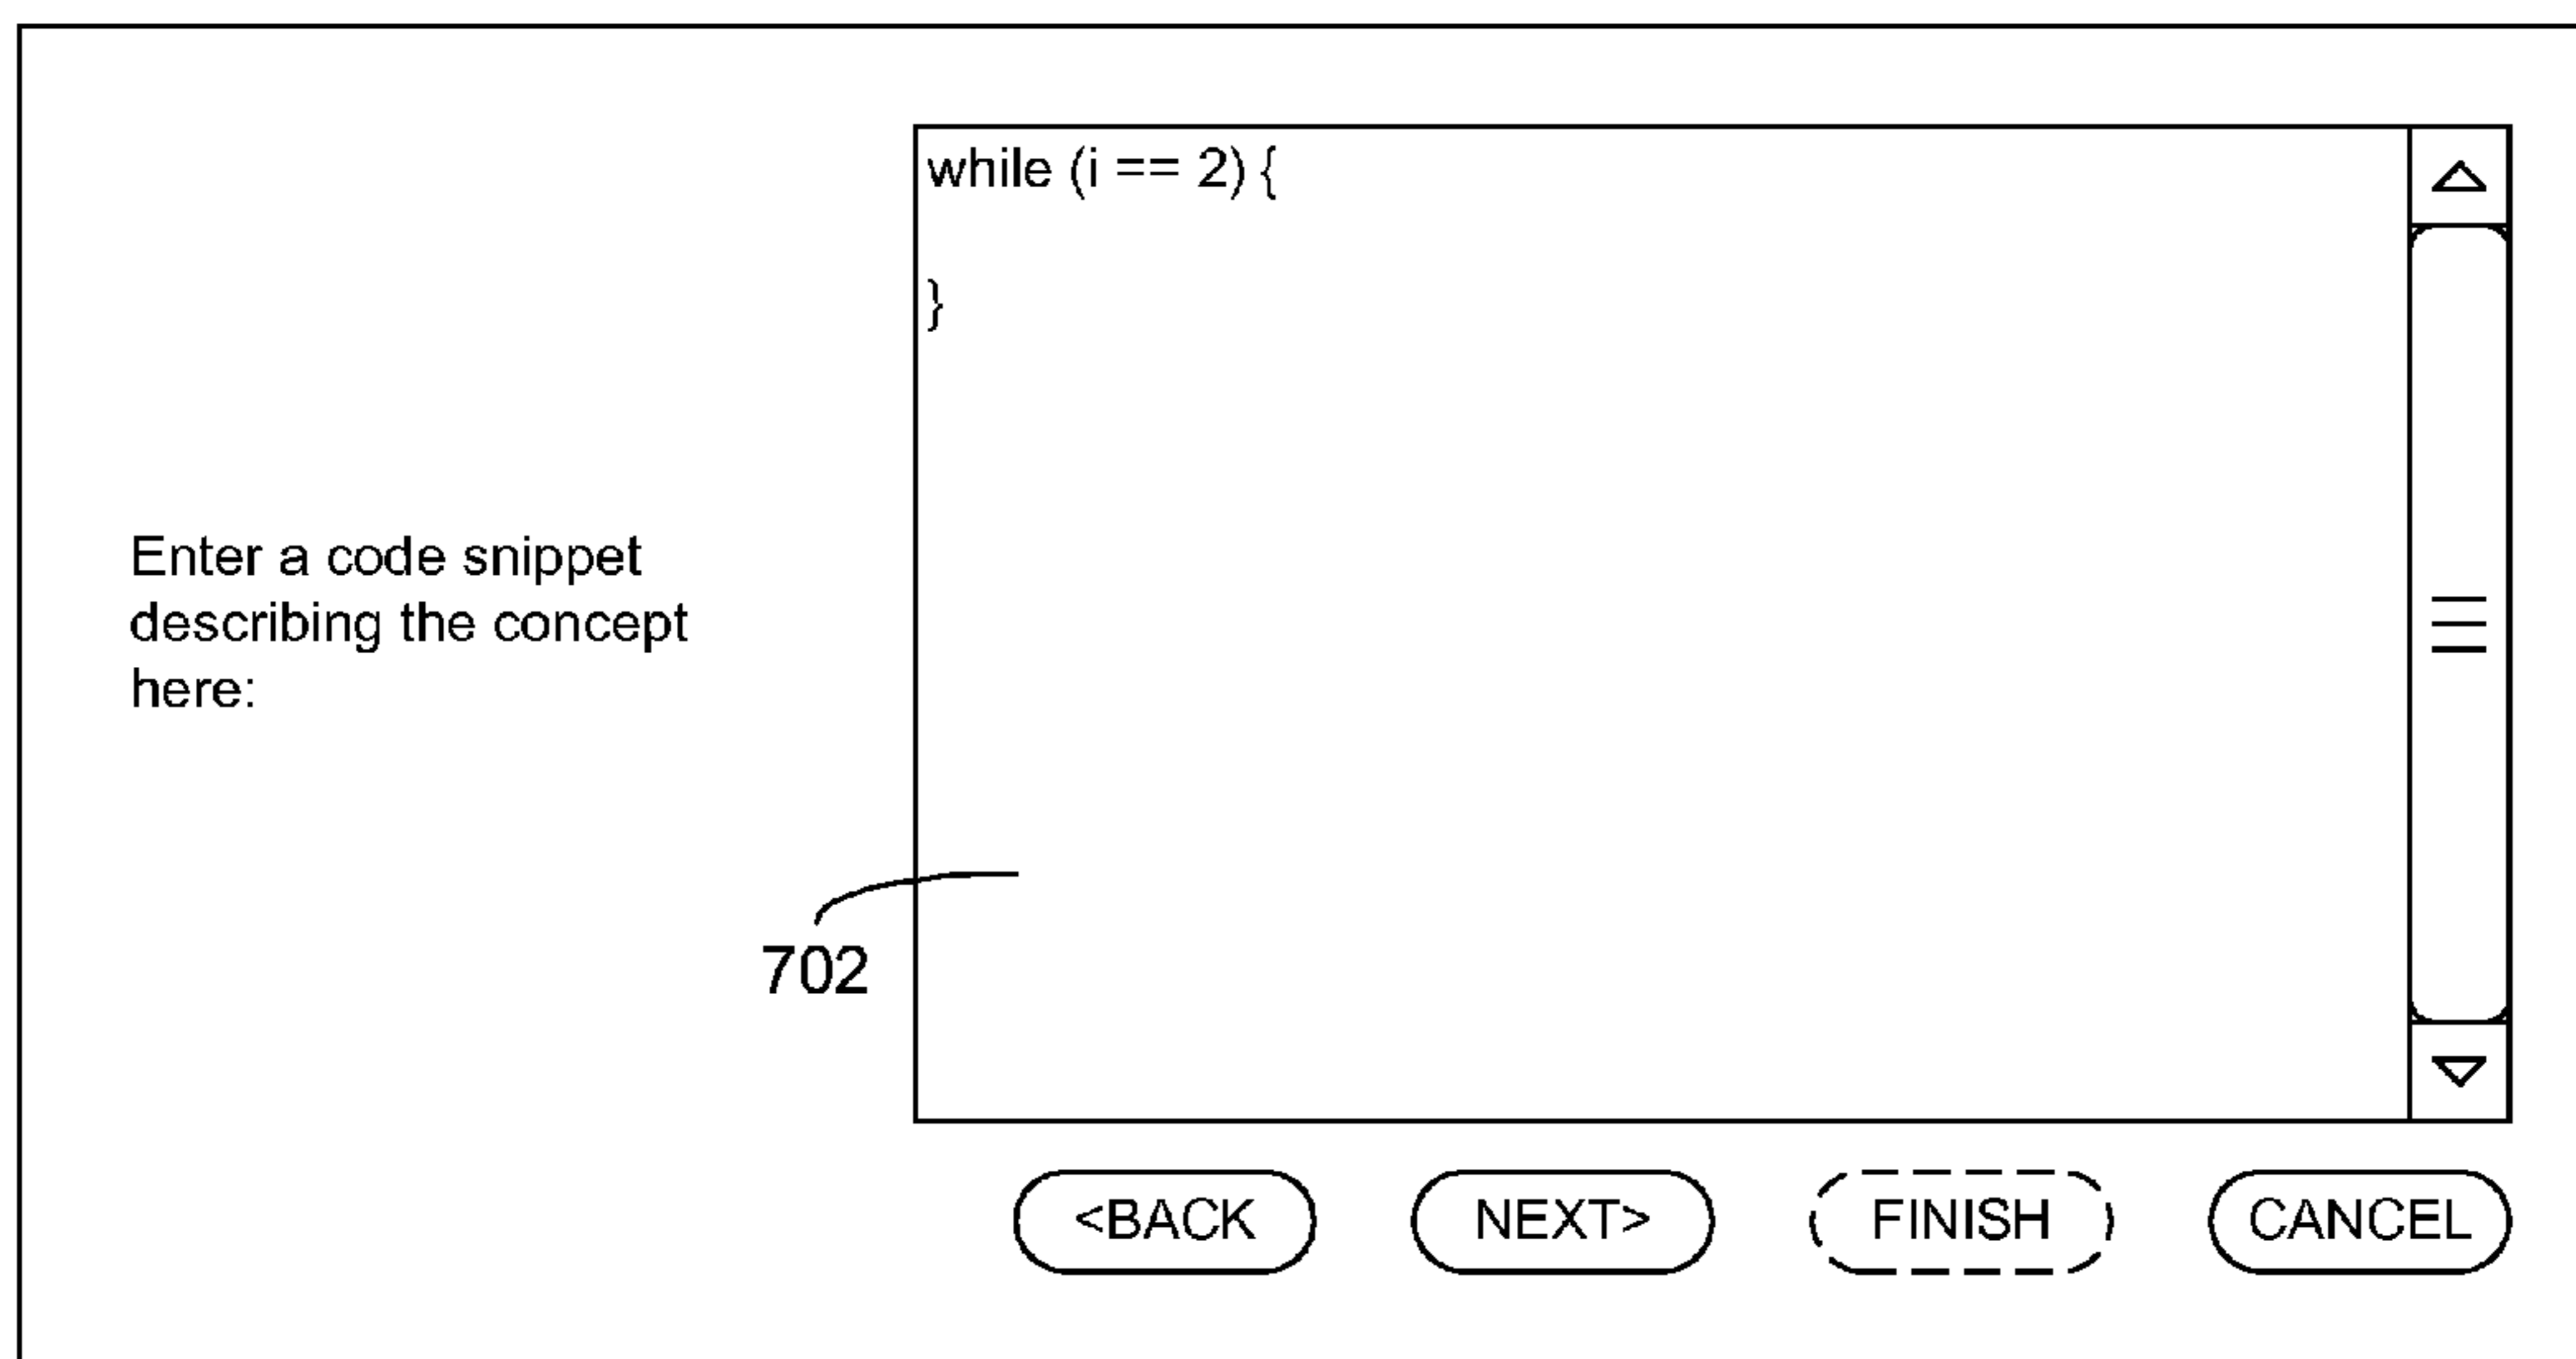 while (i == 2) {
}
Enter a code snippet
describing the concept
here:
702
<BACK
NEXT>
FINISH
CANCEL